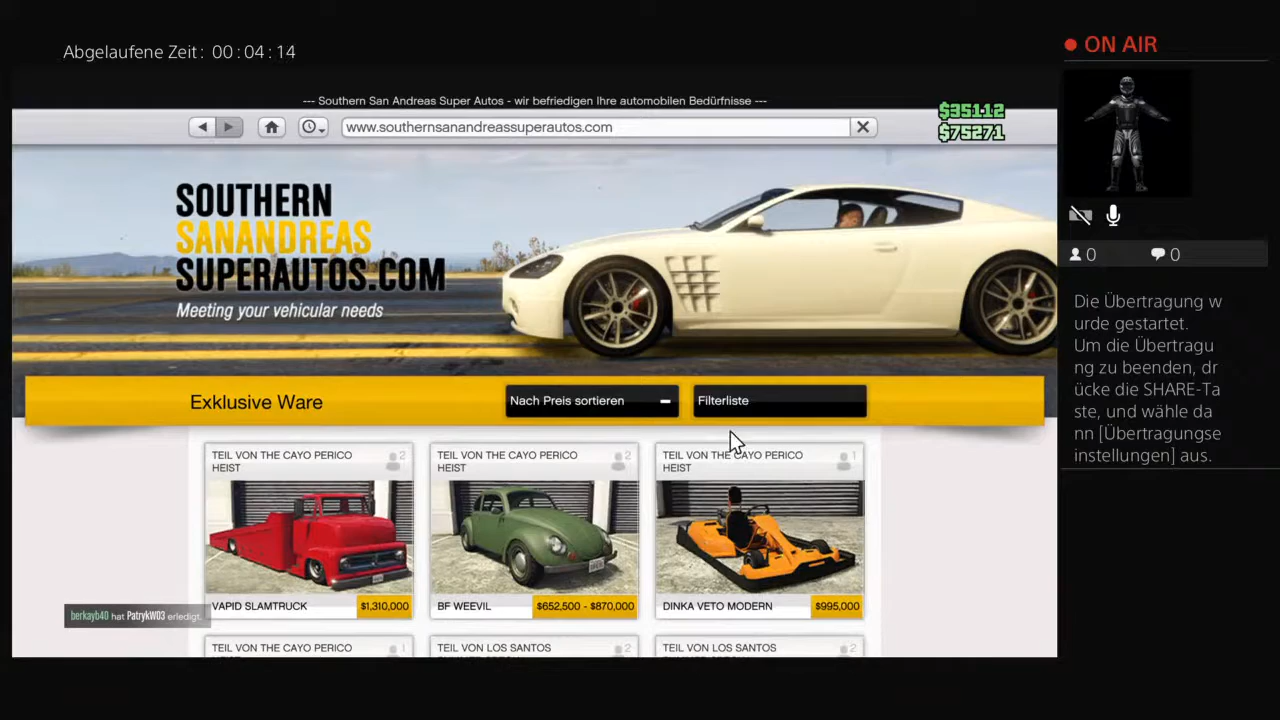 Abgelaufene Zeit: 00:04:14
ON AIR
--- Southern San Andreas Super Autos - wir befriedigen Ihre automobilen Bedürfnisse ---
www.southernsanandreassuperautos.com
$35112
$75271
SOUTHERN
SANANDREAS
SUPERAUTOS.COM
Meeting your vehicular needs
0
0
Die Übertragung w
urde gestartet.
Um die Übertragu
ng zu beenden, dr
ücke die SHARE-Ta
ste, und wähle da
nn [Übertragungse
instellungen] aus.
Exklusive Ware
Nach Preis sortieren
Filterliste
TEIL VON THE CAYO PERICO
HEIST
2
VAPID SLAMTRUCK
$1,310,000
TEIL VON THE CAYO PERICO
HEIST
2
BF WEEVIL
$652,500 - $870,000
TEIL VON THE CAYO PERICO
HEIST
1
DINKA VETO MODERN
$995,000
berkayb40 hat PatrykW03 erledigt.
TEIL VON THE CAYO PERICO
1
TEIL VON LOS SANTOS
2
TEIL VON LOS SANTOS
2